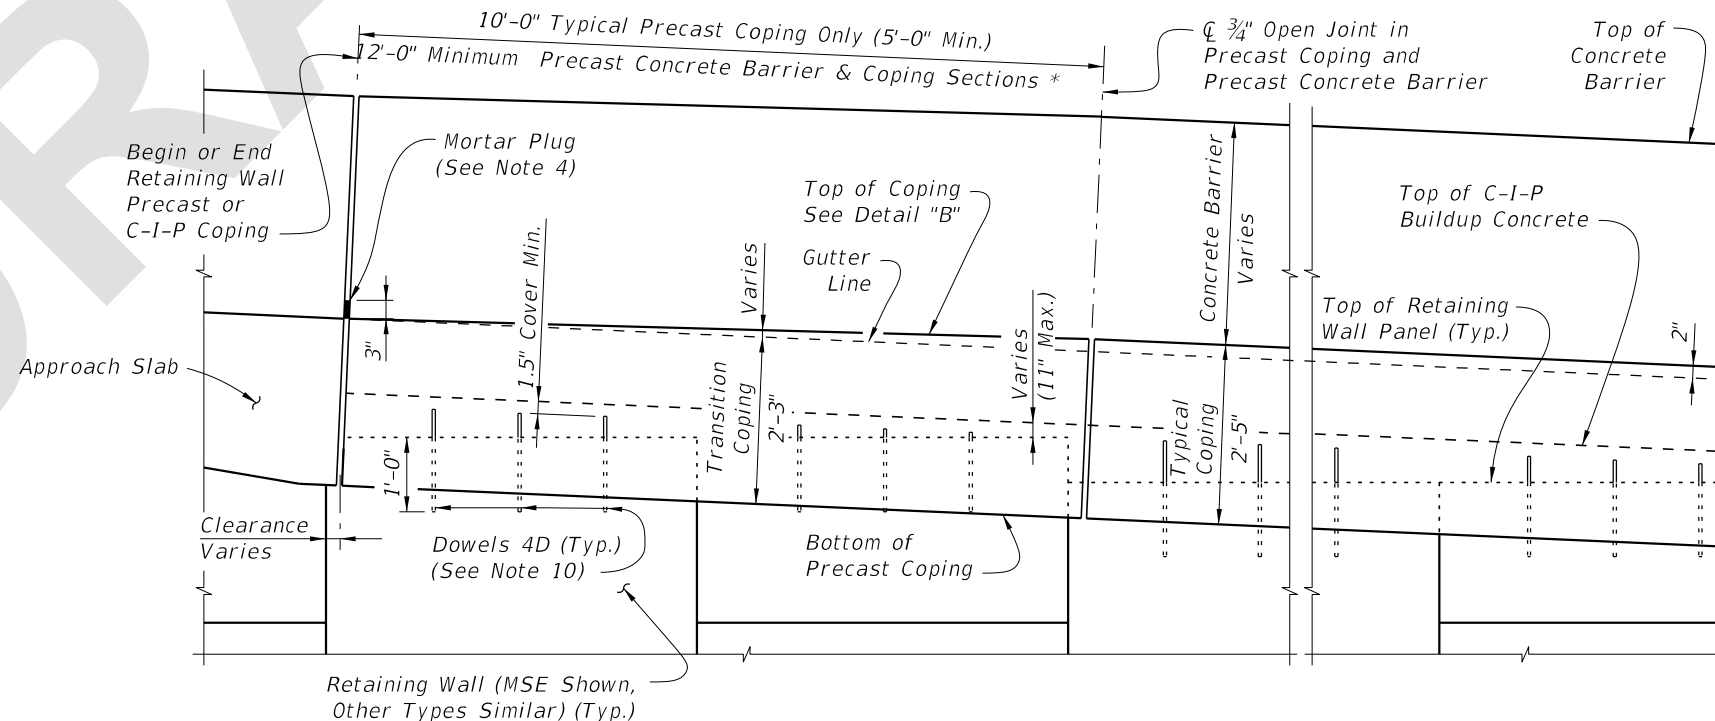 DRA
10'-0" Typical Precast Coping Only (5'-0" Min.)
12'-0" Minimum Precast Concrete Barrier & Coping Sections *
℄ ¾" Open Joint in
Precast Coping and
Precast Concrete Barrier
Top of
Concrete
Barrier
Begin or End
Retaining Wall
Precast or
C-I-P Coping
Mortar Plug
(See Note 4)
Top of Coping
See Detail "B"
Gutter
Line
Concrete Barrier
Varies
Top of C-I-P
Buildup Concrete
Top of Retaining
Wall Panel (Typ.)
2"
Approach Slab
3"
1.5" Cover Min.
Varies
Varies
(11" Max.)
Transition
Coping
2'-3"
Typical
Coping
2'-5"
1'-0"
Clearance
Varies
Dowels 4D (Typ.)
(See Note 10)
Bottom of
Precast Coping
Retaining Wall (MSE Shown,
Other Types Similar) (Typ.)